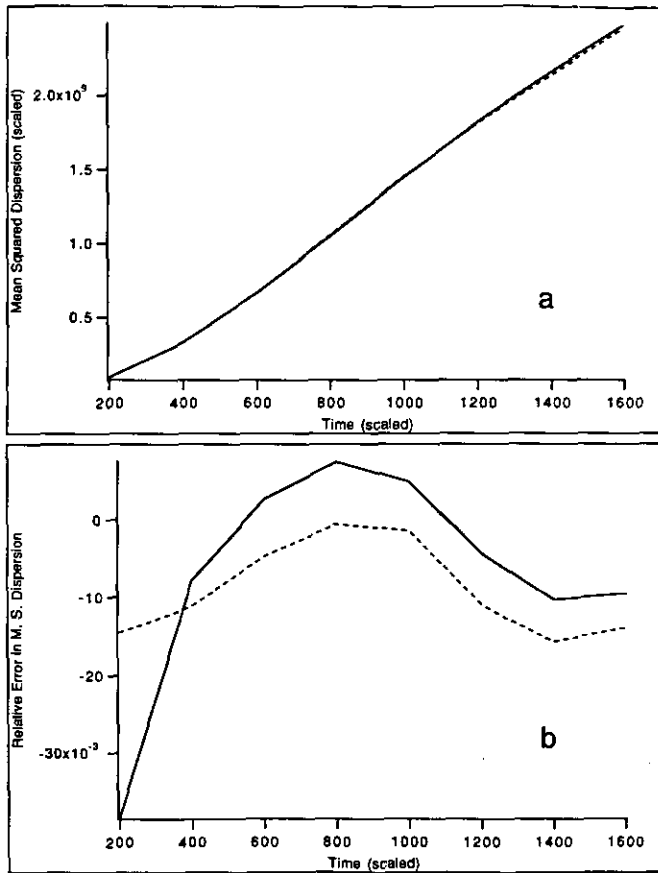 Mean Squared Dispersion (scaled)
2.0x10⁹
1.5
1.0
0.5
a
200 400 600 800 1000 1200 1400 1600
Time (scaled)
Relative Error in M. S. Dispersion
0
-10
-20
-30x10⁻³
b
200 400 600 800 1000 1200 1400 1600
Time (scaled)